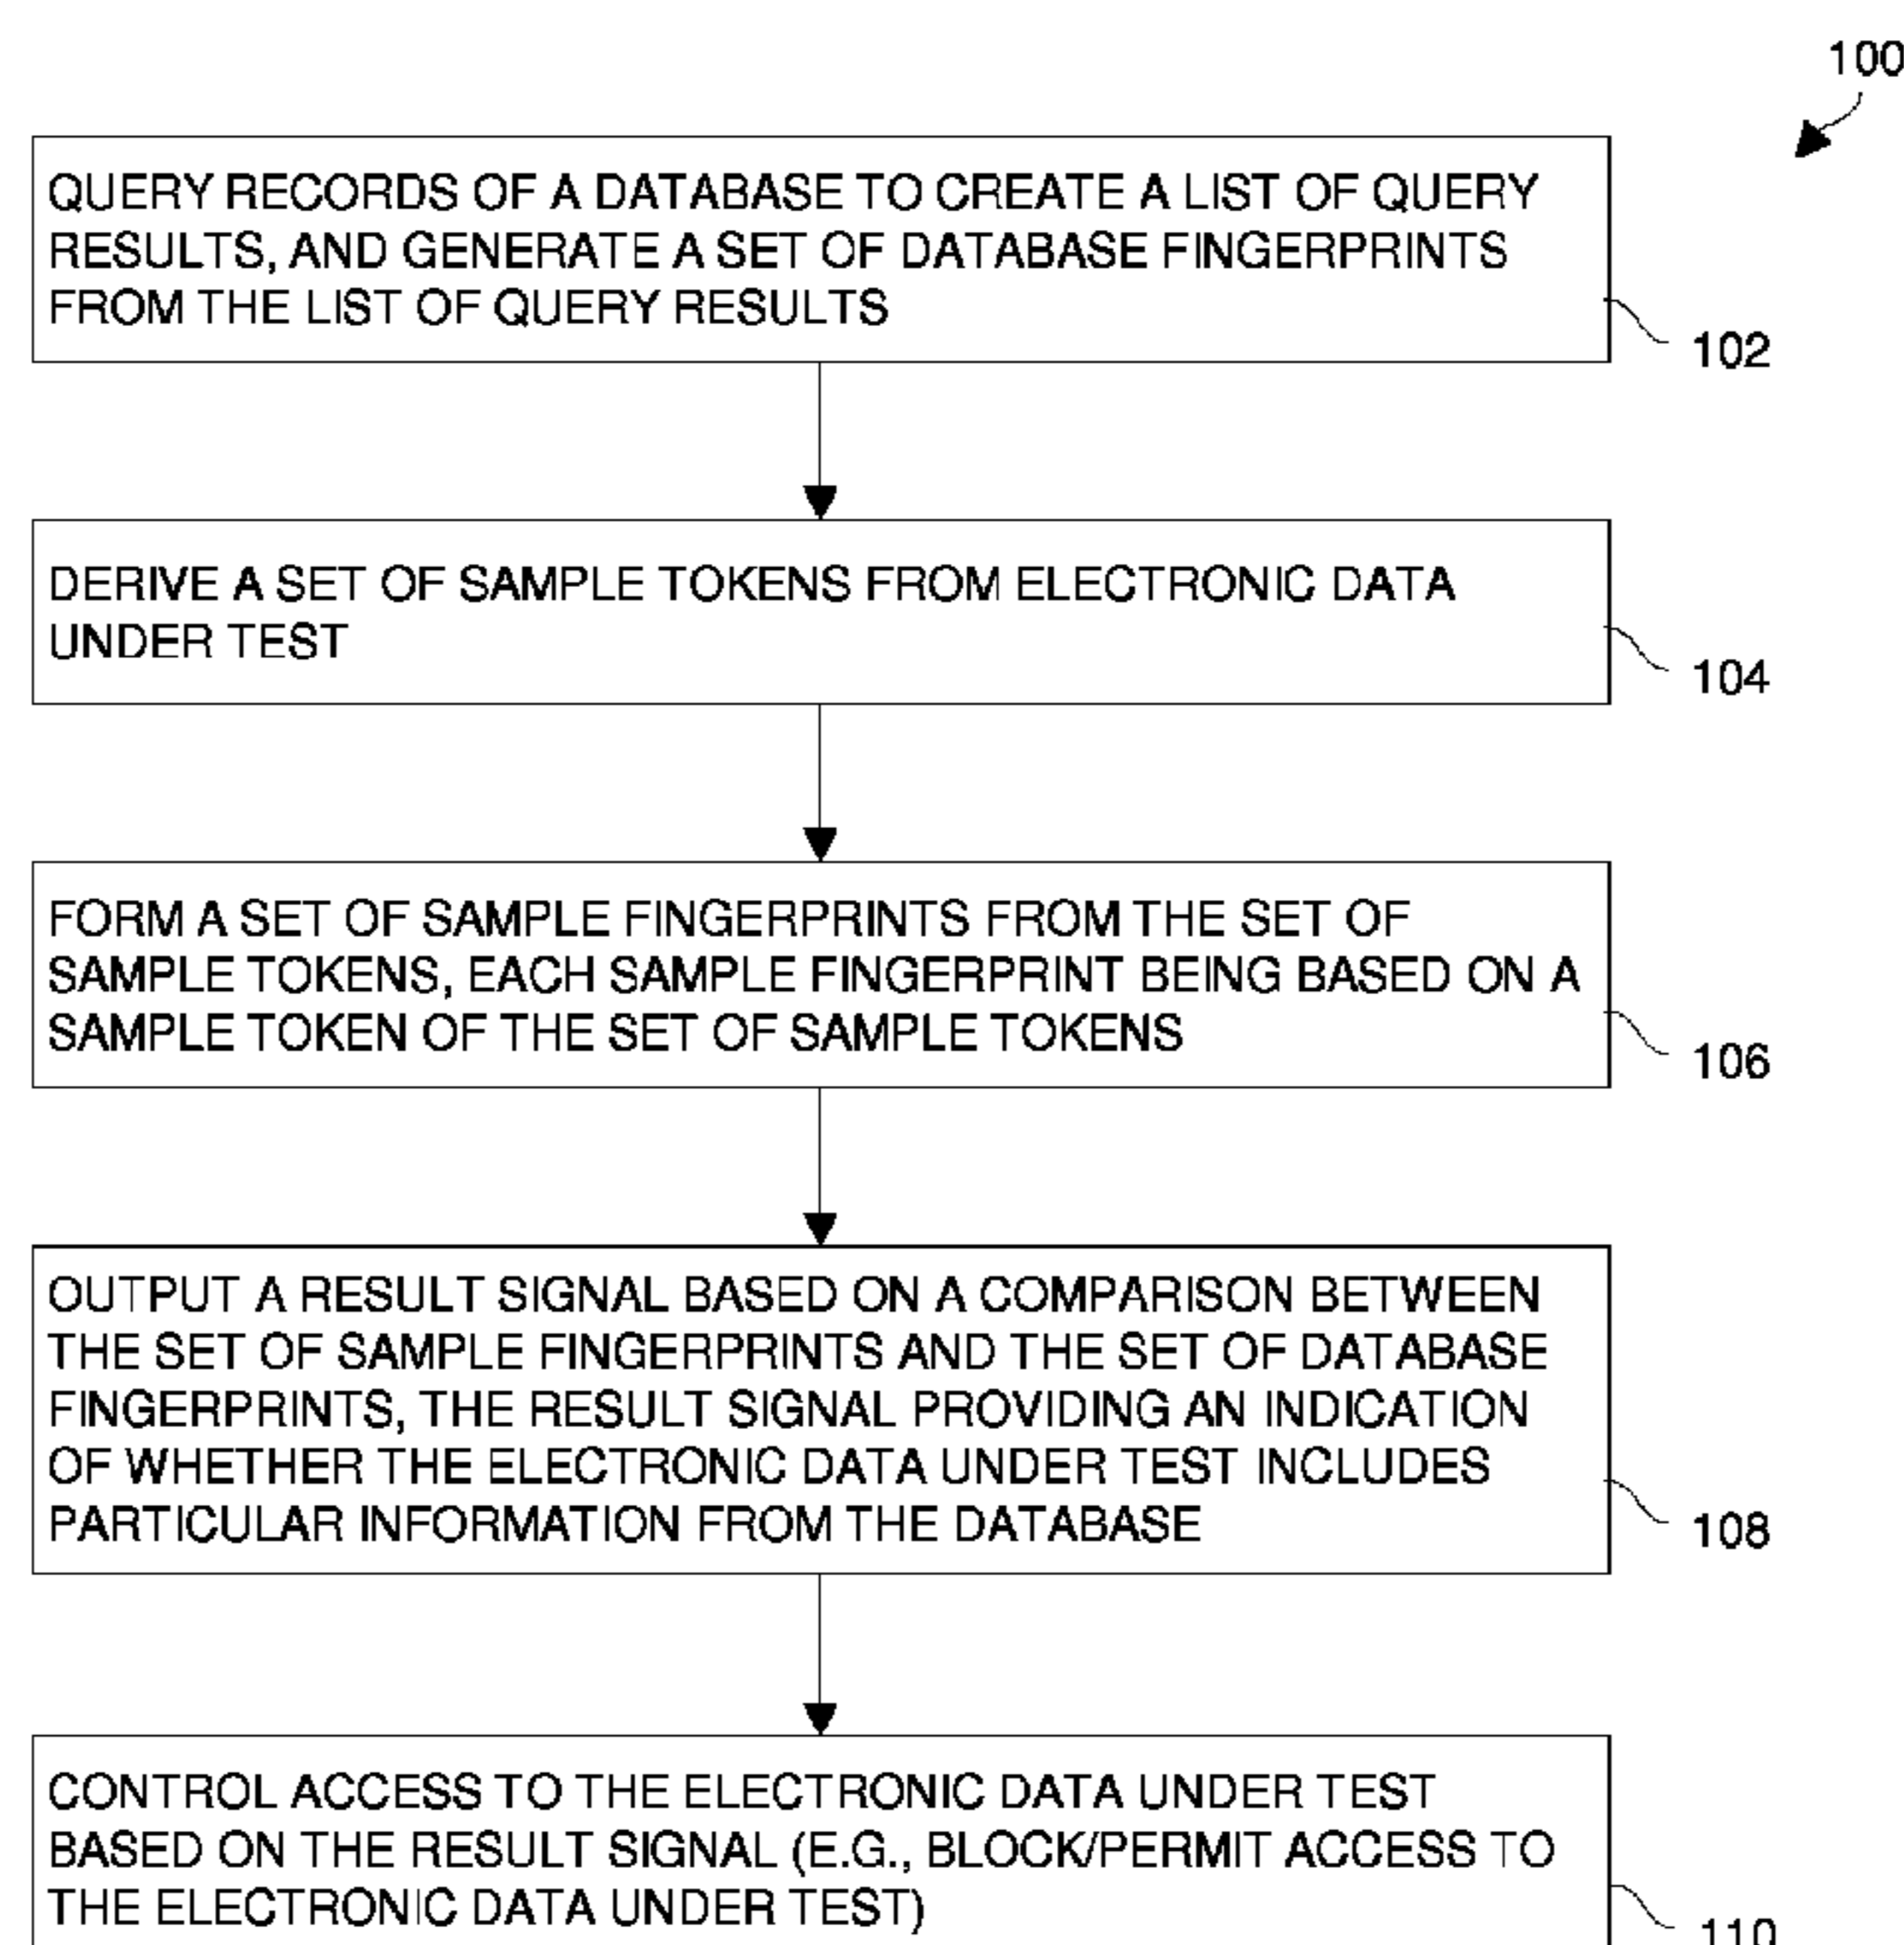 100
QUERY RECORDS OF A DATABASE TO CREATE A LIST OF QUERY
RESULTS, AND GENERATE A SET OF DATABASE FINGERPRINTS
FROM THE LIST OF QUERY RESULTS
102
DERIVE A SET OF SAMPLE TOKENS FROM ELECTRONIC DATA
UNDER TEST
104
FORM A SET OF SAMPLE FINGERPRINTS FROM THE SET OF
SAMPLE TOKENS, EACH SAMPLE FINGERPRINT BEING BASED ON A
SAMPLE TOKEN OF THE SET OF SAMPLE TOKENS
106
OUTPUT A RESULT SIGNAL BASED ON A COMPARISON BETWEEN
THE SET OF SAMPLE FINGERPRINTS AND THE SET OF DATABASE
FINGERPRINTS, THE RESULT SIGNAL PROVIDING AN INDICATION
OF WHETHER THE ELECTRONIC DATA UNDER TEST INCLUDES
PARTICULAR INFORMATION FROM THE DATABASE
108
CONTROL ACCESS TO THE ELECTRONIC DATA UNDER TEST
BASED ON THE RESULT SIGNAL (E.G., BLOCK/PERMIT ACCESS TO
THE ELECTRONIC DATA UNDER TEST)
110